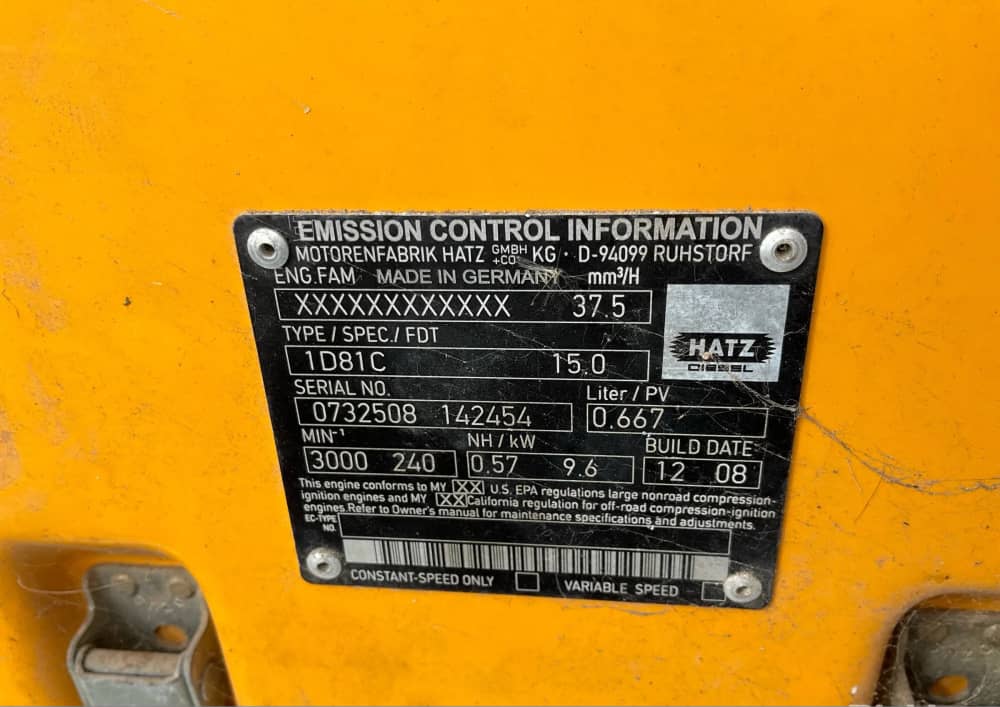 EMISSION CONTROL INFORMATION
MOTORENFABRIK HATZ GMBH +CO KG · D-94099 RUHSTORF
ENG.FAM MADE IN GERMANY mm³/H
XXXXXXXXXXXX 37.5
HATZ
DIESEL
TYPE / SPEC./ FDT
1D81C 15.0
SERIAL NO. Liter / PV
0732508 142454 0.667
MIN⁻¹ NH / kW BUILD DATE
3000 240 0.57 9.6 12 08
This engine conforms to MY XX U.S. EPA regulations large nonroad compression-
ignition engines and MY XX California regulation for off-road compression-ignition
engines. Refer to Owner's manual for maintenance specifications and adjustments.
EC-TYPE
NO.
CONSTANT-SPEED ONLY VARIABLE SPEED